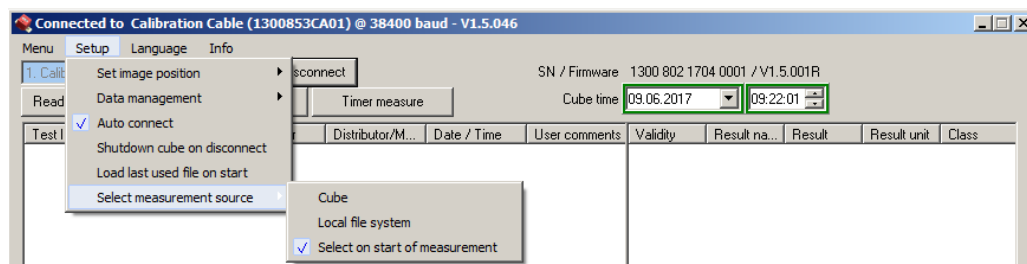 Connected to Calibration Cable (1300853CA01) @ 38400 baud - V1.5.046
Menu Setup Language Info
1. Calib sconnect SN / Firmware 1300 802 1704 0001 / V1.5.001R
Read Timer measure Cube time 09.06.2017 09:22:01
Test I Distributor/M... Date / Time User comments Validity Result na... Result Result unit Class
Set image position
Data management
Auto connect
Shutdown cube on disconnect
Load last used file on start
Select measurement source
Cube
Local file system
Select on start of measurement